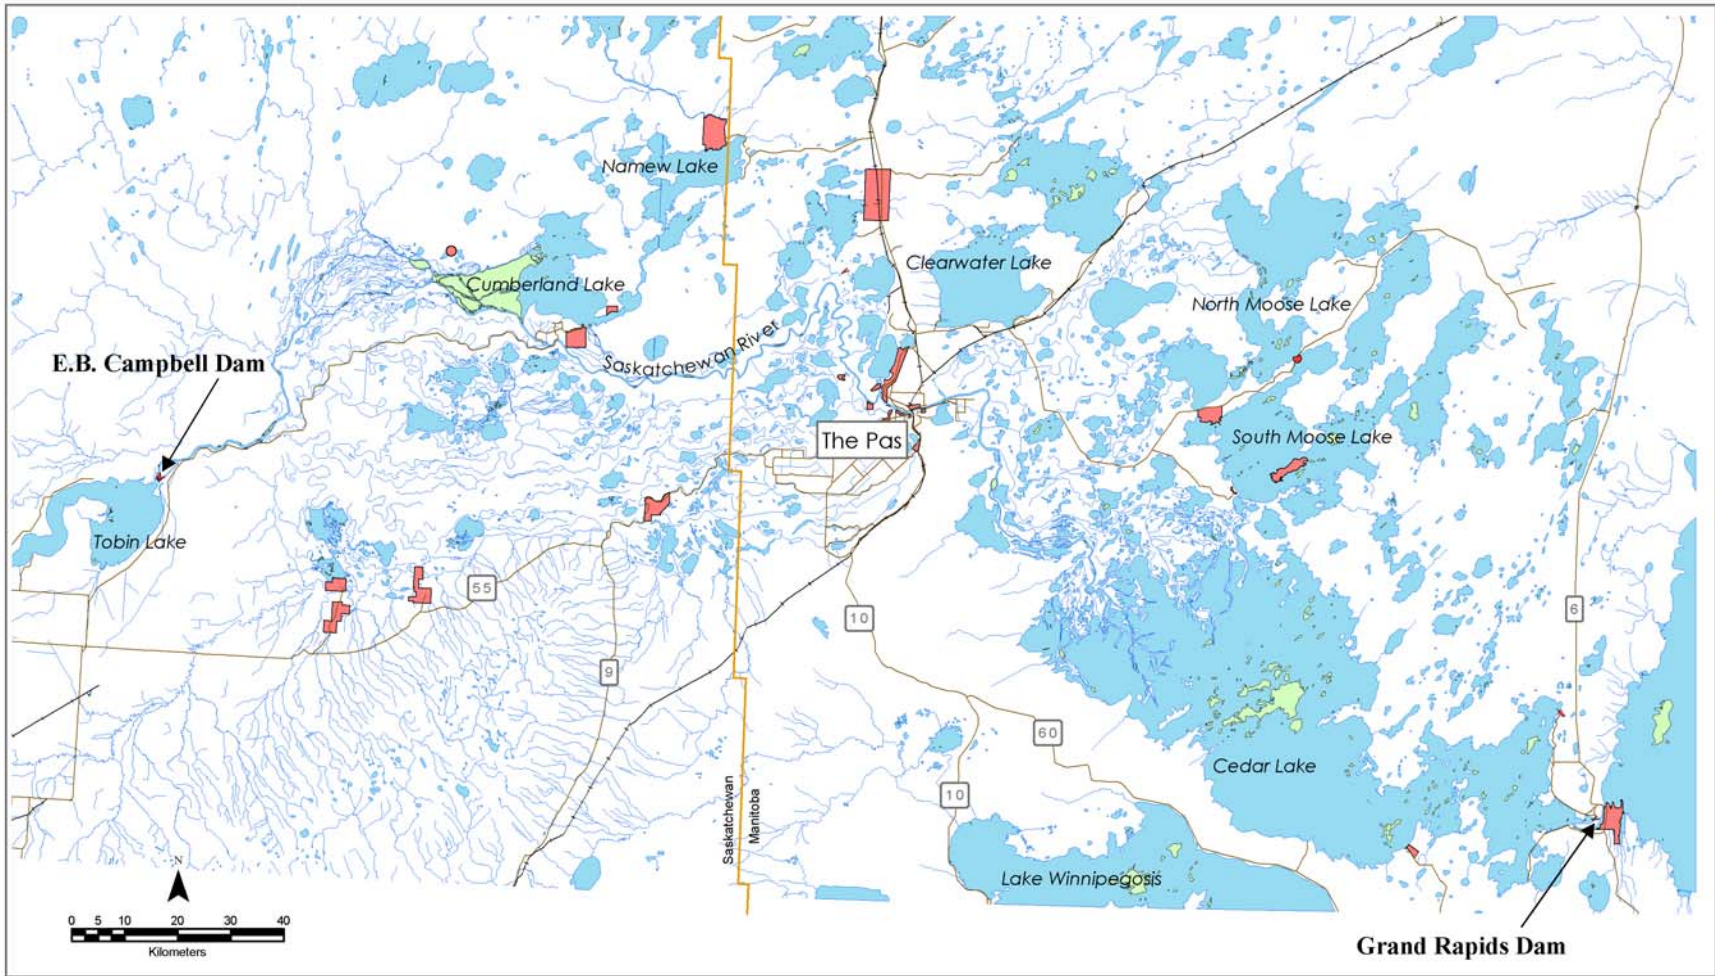 Namew Lake
Clearwater Lake
Cumberland Lake
North Moose Lake
Saskatchewan River
E.B. Campbell Dam
South Moose Lake
The Pas
Tobin Lake
55
10
6
9
60
Cedar Lake
10
Saskatchewan
Manitoba
Lake Winnipegosis
N
0 5 10 20 30 40
Kilometers
Grand Rapids Dam